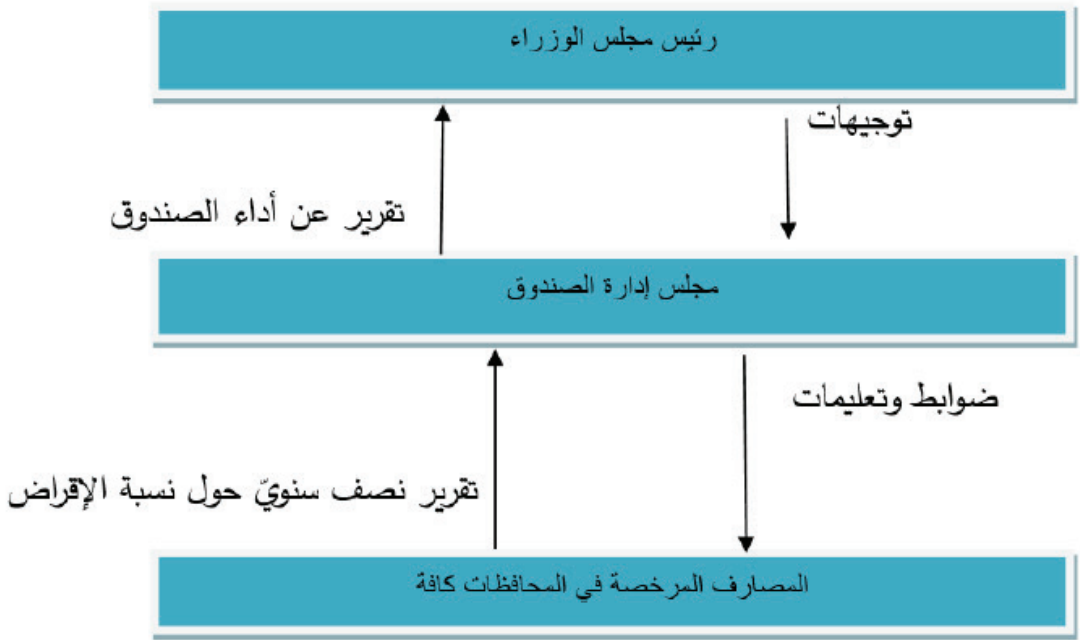 رئيس مجلس الوزراء
توجيهات
تقرير عن أداء الصندوق
مجلس إدارة الصندوق
ضوابط وتعليمات
تقرير نصف سنويّ حول نسبة الإقراض
المصارف المرخصة في المحافظات كافة